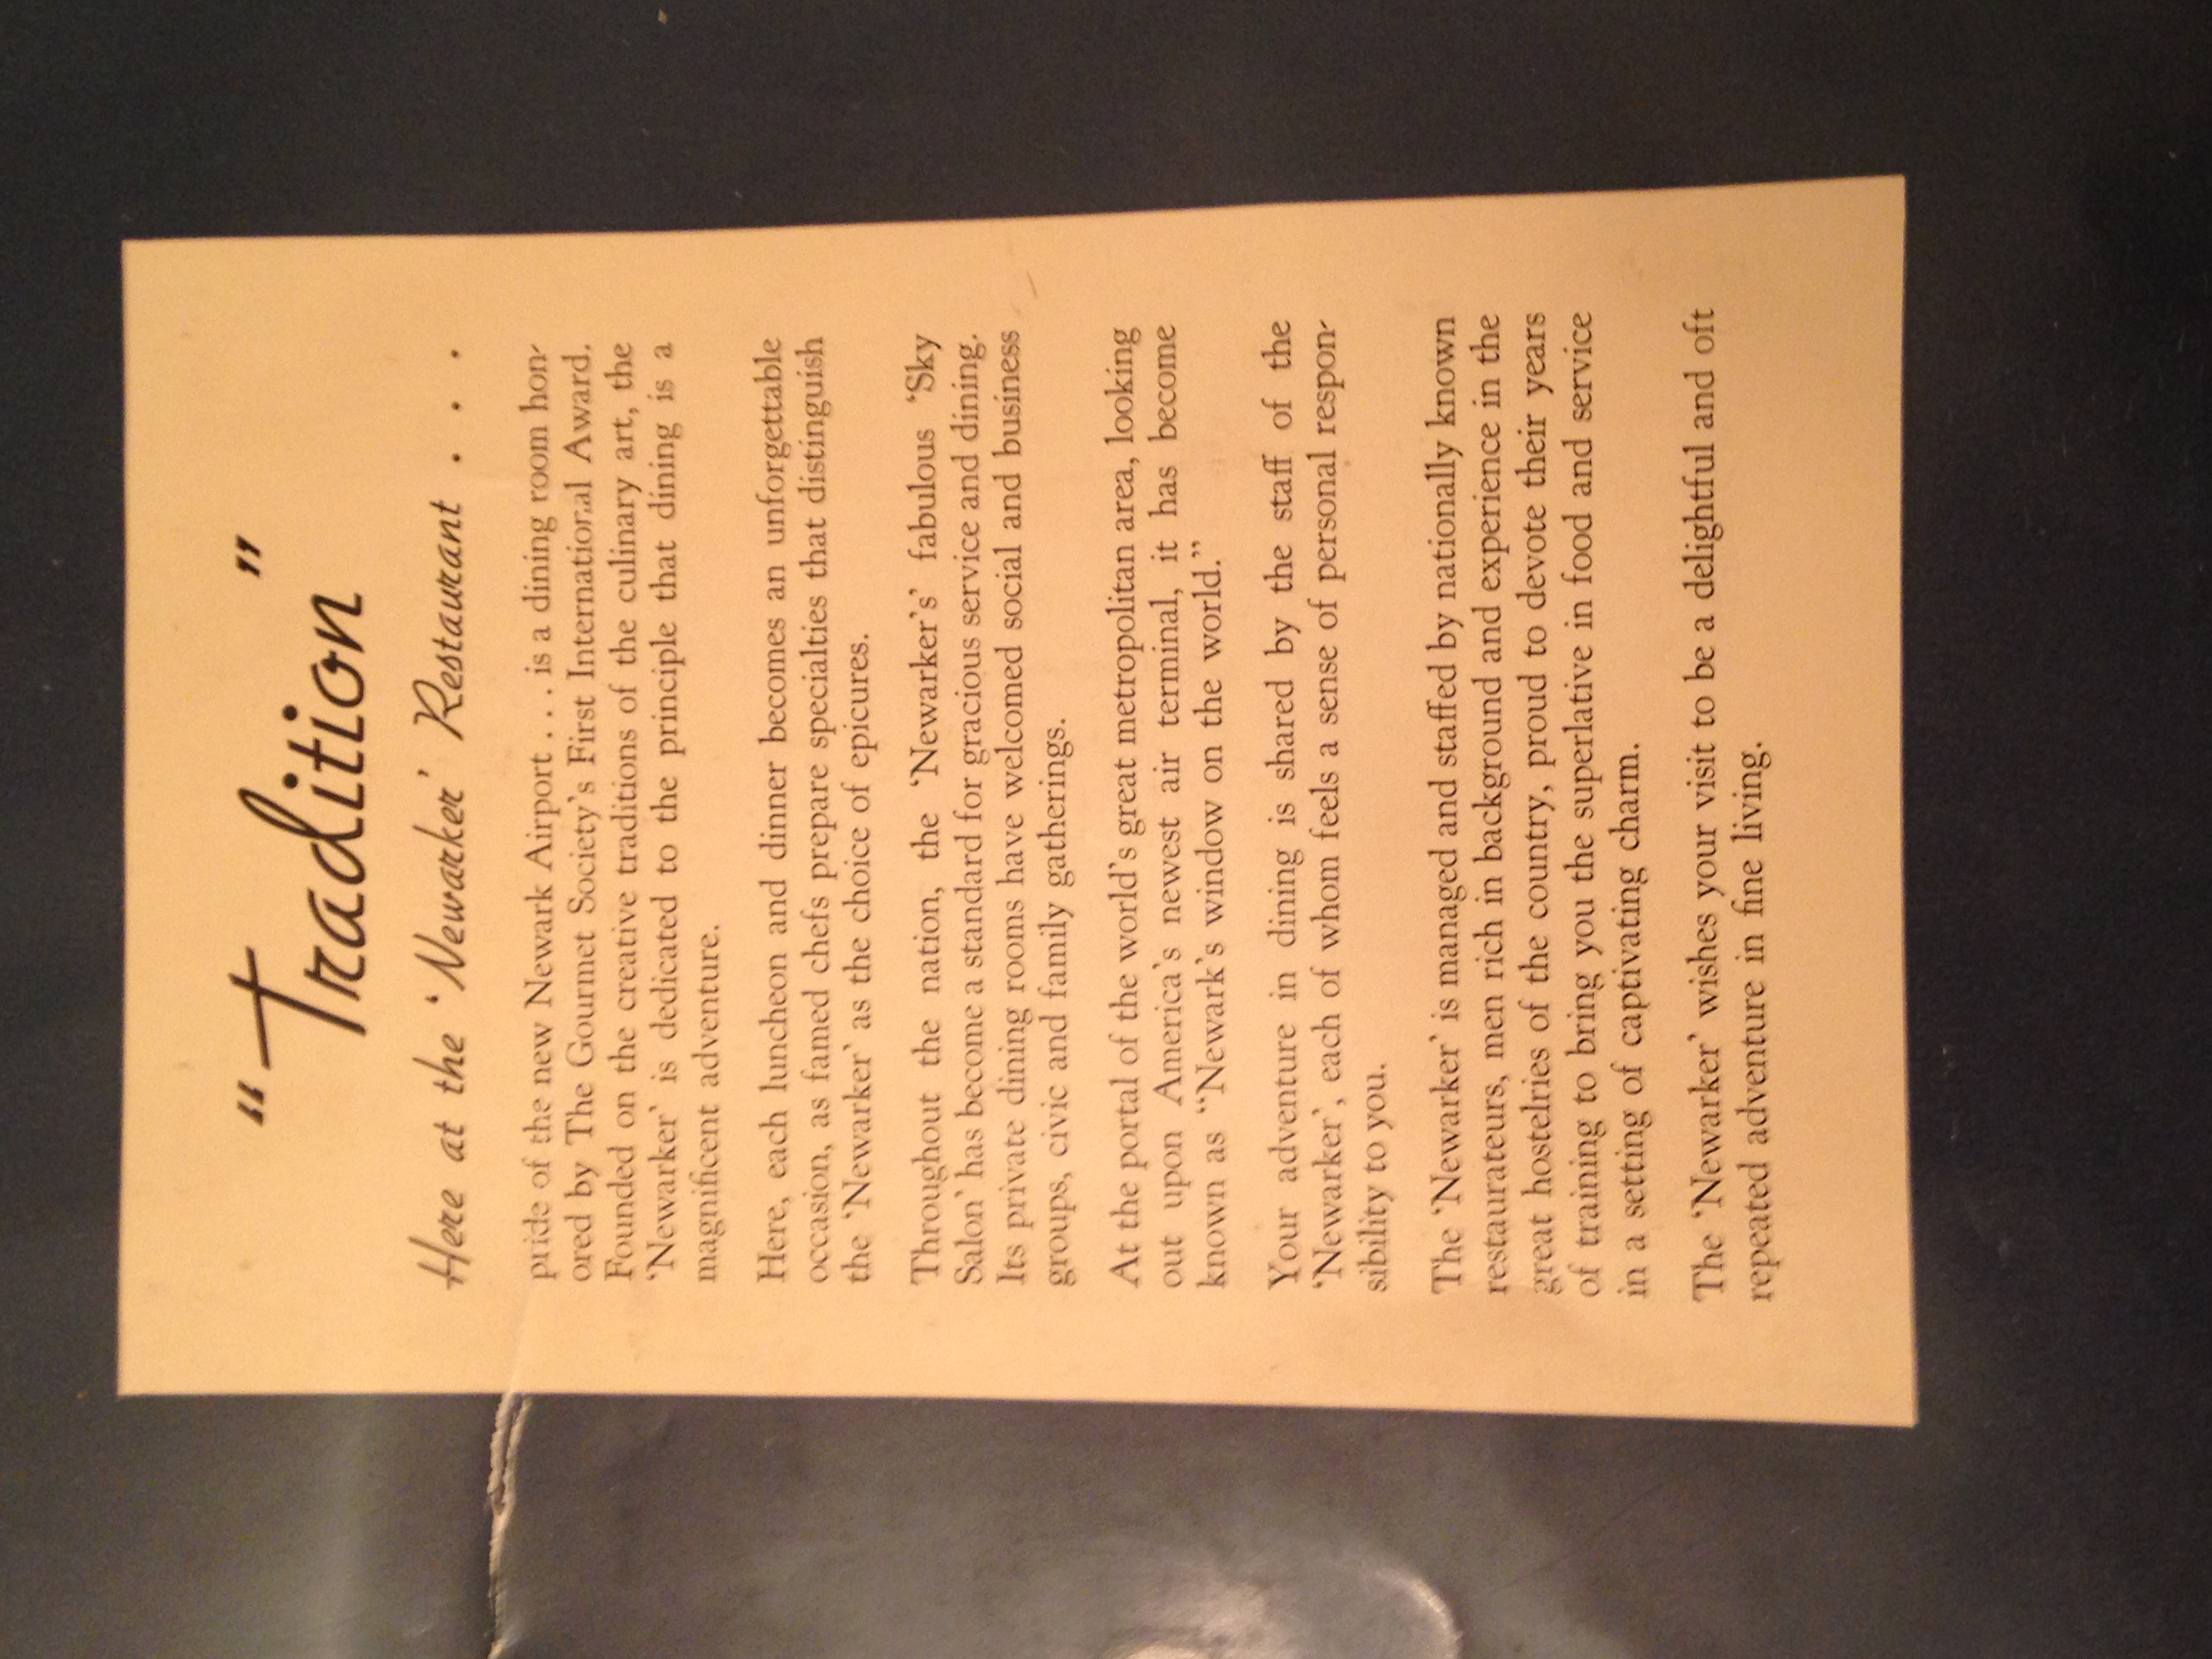 "Tradition"
Here at the 'Newarker' Restaurant . . .
pride of the new Newark Airport . . . is a dining room hon-
ored by The Gourmet Society's First International Award.
Founded on the creative traditions of the culinary art, the
'Newarker' is dedicated to the principle that dining is a
magnificent adventure.
Here, each luncheon and dinner becomes an unforgettable
occasion, as famed chefs prepare specialties that distinguish
the 'Newarker' as the choice of epicures.
Throughout the nation, the 'Newarker's' fabulous 'Sky
Salon' has become a standard for gracious service and dining.
Its private dining rooms have welcomed social and business
groups, civic and family gatherings.
At the portal of the world's great metropolitan area, looking
out upon America's newest air terminal, it has become
known as "Newark's window on the world."
Your adventure in dining is shared by the staff of the
'Newarker', each of whom feels a sense of personal respon-
sibility to you.
The 'Newarker' is managed and staffed by nationally known
restaurateurs, men rich in background and experience in the
great hostelries of the country, proud to devote their years
of training to bring you the superlative in food and service
in a setting of captivating charm.
The 'Newarker' wishes your visit to be a delightful and oft
repeated adventure in fine living.